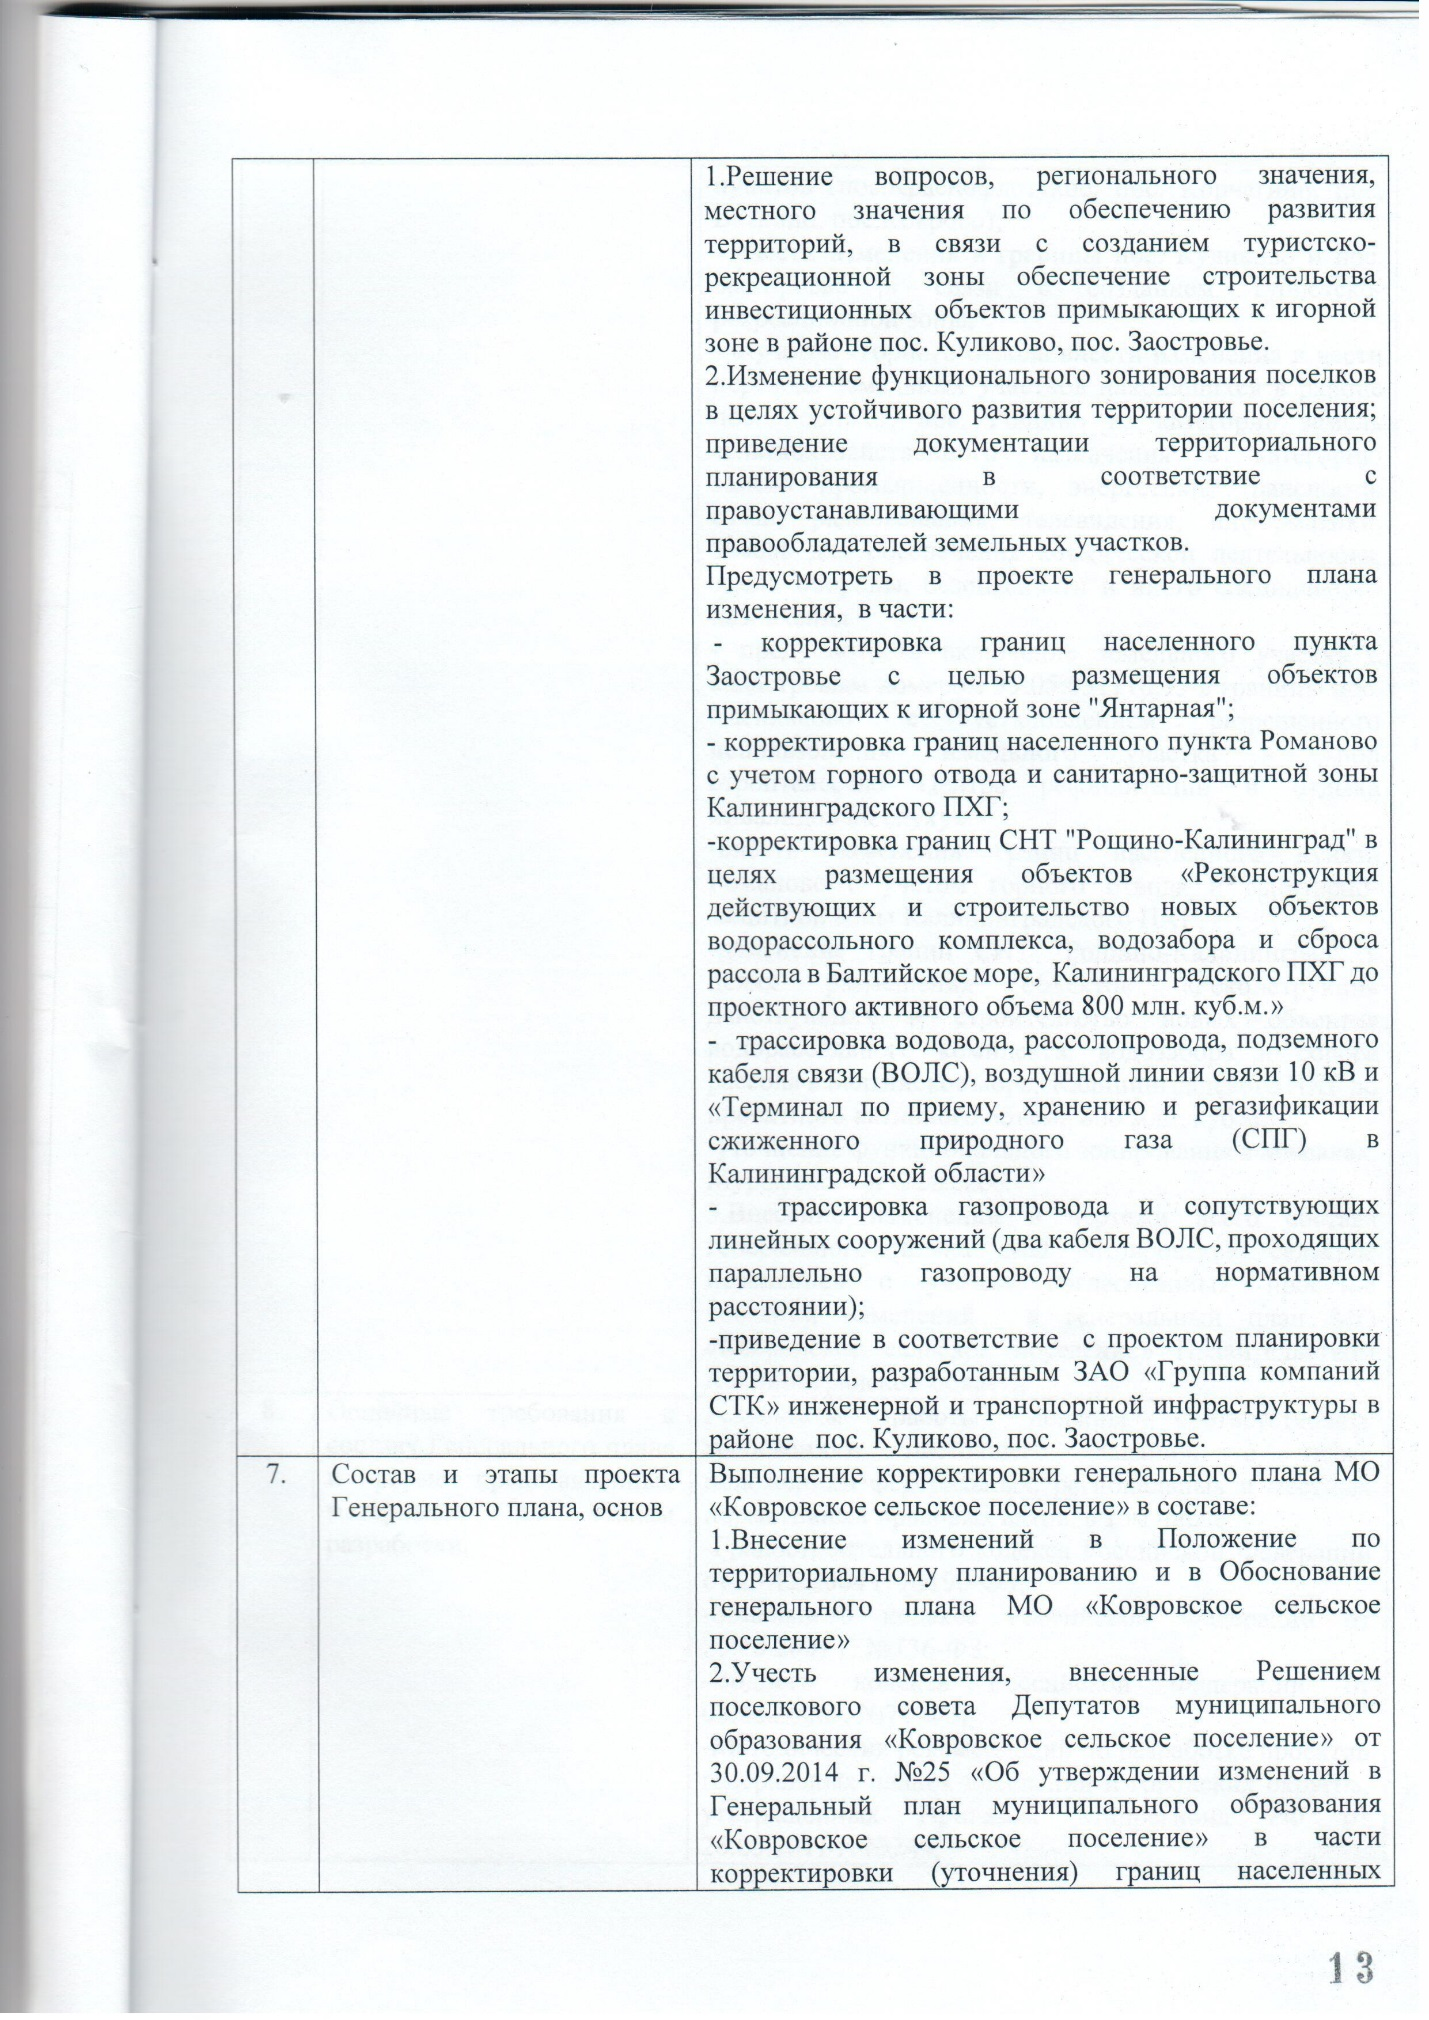 1.Решение вопросов, регионального значения,
местного значения по обеспечению развития
территорий, в связи с созданием туристско-
рекреационной зоны обеспечение строительства
инвестиционных объектов примыкающих к игорной
зоне в районе пос. Куликово, пос. Заостровье.
2.Изменение функционального зонирования поселков
в целях устойчивого развития территории поселения;
приведение документации территориального
планирования в соответствие с
правоустанавливающими документами
правообладателей земельных участков.
Предусмотреть в проекте генерального плана
изменения, в части:
- корректировка границ населенного пункта
Заостровье с целью размещения объектов
примыкающих к игорной зоне "Янтарная";
- корректировка границ населенного пункта Романово
с учетом горного отвода и санитарно-защитной зоны
Калининградского ПХГ;
-корректировка границ СНТ "Рощино-Калининград" в
целях размещения объектов «Реконструкция
действующих и строительство новых объектов
водорассольного комплекса, водозабора и сброса
рассола в Балтийское море, Калининградского ПХГ до
проектного активного объема 800 млн. куб.м.»
- трассировка водовода, рассолопровода, подземного
кабеля связи (ВОЛС), воздушной линии связи 10 кВ и
«Терминал по приему, хранению и регазификации
сжиженного природного газа (СПГ) в
Калининградской области»
- трассировка газопровода и сопутствующих
линейных сооружений (два кабеля ВОЛС, проходящих
параллельно газопроводу на нормативном
расстоянии);
-приведение в соответствие с проектом планировки
территории, разработанным ЗАО «Группа компаний
СТК» инженерной и транспортной инфраструктуры в
районе пос. Куликово, пос. Заостровье.
7.
Состав и этапы проекта
Генерального плана, основ
Выполнение корректировки генерального плана МО
«Ковровское сельское поселение» в составе:
1.Внесение изменений в Положение по
территориальному планированию и в Обоснование
генерального плана МО «Ковровское сельское
поселение»
2.Учесть изменения, внесенные Решением
поселкового совета Депутатов муниципального
образования «Ковровское сельское поселение» от
30.09.2014 г. №25 «Об утверждении изменений в
Генеральный план муниципального образования
«Ковровское сельское поселение» в части
корректировки (уточнения) границ населенных
13